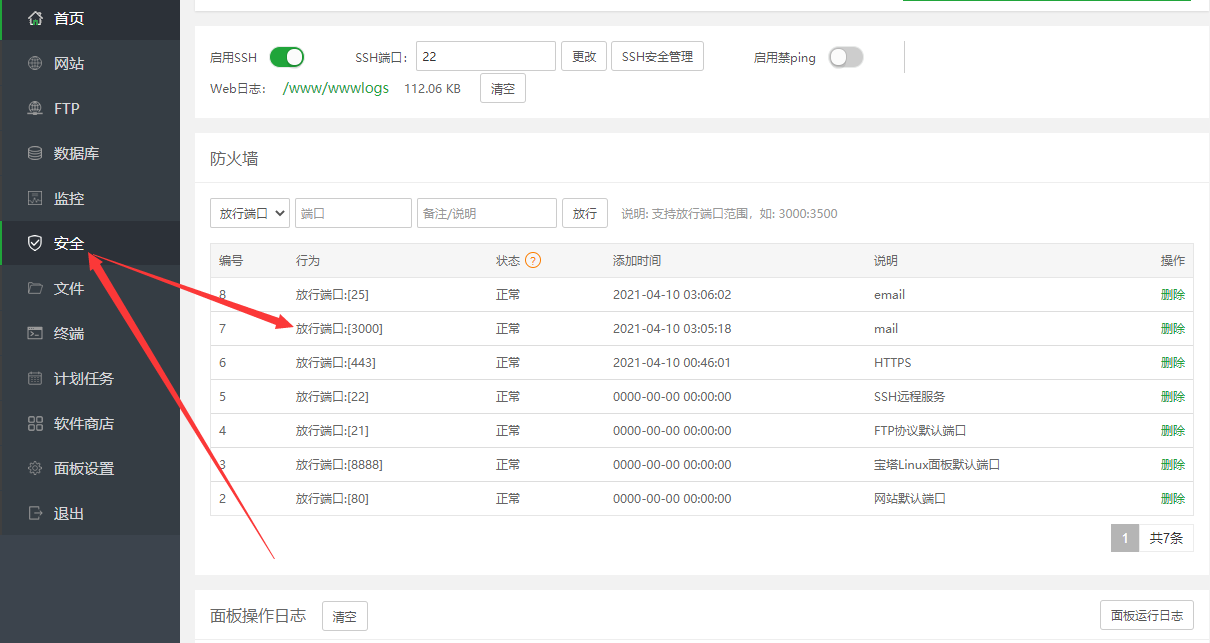 首页
网站
FTP
数据库
监控
安全
文件
终端
计划任务
软件商店
面板设置
退出
启用SSH SSH端口： 22 更改 SSH安全管理 启用禁ping
Web日志： /www/wwwlogs 112.06 KB 清空
防火墙
放行端口 端口 备注/说明 放行 说明: 支持放行端口范围，如: 3000:3500
编号 行为 状态 ? 添加时间 说明 操作
8 放行端口:[25] 正常 2021-04-10 03:06:02 email 删除
7 放行端口:[3000] 正常 2021-04-10 03:05:18 mail 删除
6 放行端口:[443] 正常 2021-04-10 00:46:01 HTTPS 删除
5 放行端口:[22] 正常 0000-00-00 00:00:00 SSH远程服务 删除
4 放行端口:[21] 正常 0000-00-00 00:00:00 FTP协议默认端口 删除
3 放行端口:[8888] 正常 0000-00-00 00:00:00 宝塔Linux面板默认端口 删除
2 放行端口:[80] 正常 0000-00-00 00:00:00 网站默认端口 删除
1 共7条
面板操作日志 清空 面板运行日志